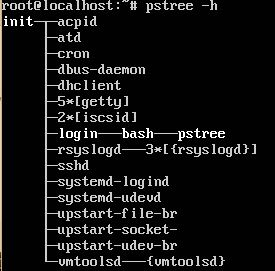 root@localhost:~# pstree -h
init─┬─acpid
     ├─atd
     ├─cron
     ├─dbus-daemon
     ├─dhclient
     ├─5*[getty]
     ├─2*[iscsid]
     ├─login───bash───pstree
     ├─rsyslogd───3*[{rsyslogd}]
     ├─sshd
     ├─systemd-logind
     ├─systemd-udevd
     ├─upstart-file-br
     ├─upstart-socket-
     ├─upstart-udev-br
     └─vmtoolsd───{vmtoolsd}